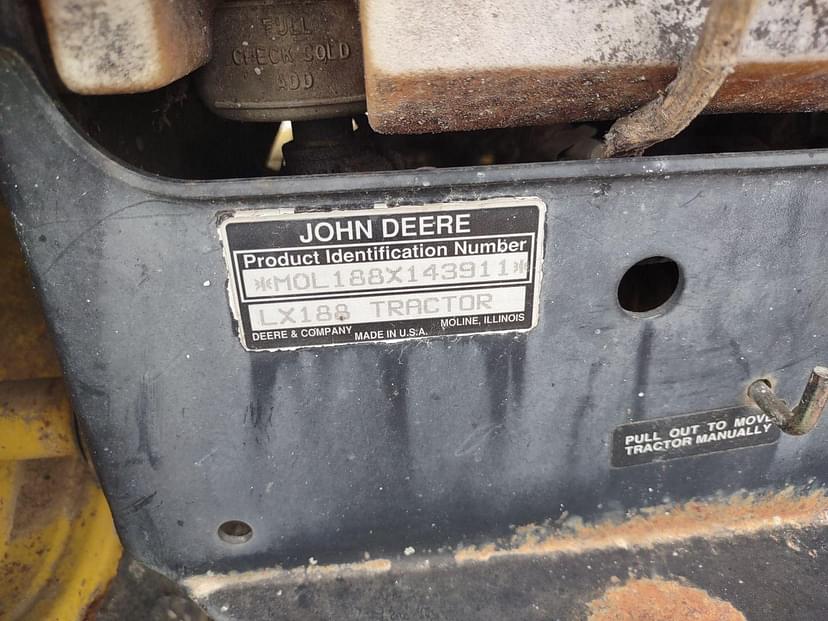 FULL
CHECK COLD
ADD
JOHN DEERE
Product Identification Number
*MOL188X143911*
LX188 TRACTOR
DEERE & COMPANY MADE IN U.S.A. MOLINE, ILLINOIS
PULL OUT TO MOVE
TRACTOR MANUALLY